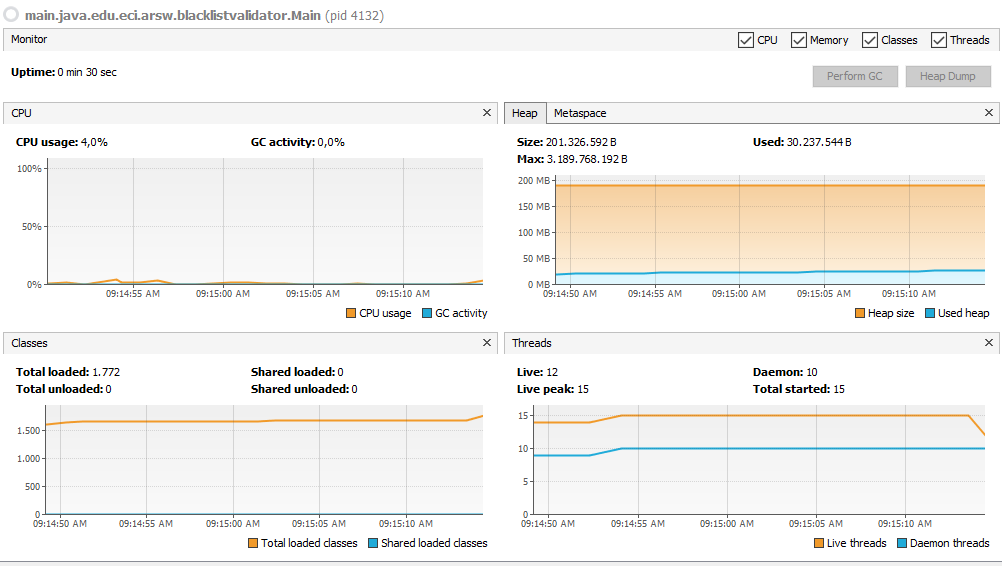 main.java.edu.eci.arsw.blacklistvalidator.Main (pid 4132)
Monitor
CPU Memory Classes Threads
Uptime: 0 min 30 sec
Perform GC Heap Dump
CPU
CPU usage: 4,0% GC activity: 0,0%
100%
50%
0%
09:14:55 AM 09:15:00 AM 09:15:05 AM 09:15:10 AM
CPU usage GC activity
Heap Metaspace
Size: 201.326.592 B Used: 30.237.544 B
Max: 3.189.768.192 B
200 MB
150 MB
100 MB
50 MB
0 MB
09:14:50 AM 09:14:55 AM 09:15:00 AM 09:15:05 AM 09:15:10 AM
Heap size Used heap
Classes
Total loaded: 1.772 Shared loaded: 0
Total unloaded: 0 Shared unloaded: 0
1.500
1.000
500
0
09:14:50 AM 09:14:55 AM 09:15:00 AM 09:15:05 AM 09:15:10 AM
Total loaded classes Shared loaded classes
Threads
Live: 12 Daemon: 10
Live peak: 15 Total started: 15
15
10
5
0
09:14:50 AM 09:14:55 AM 09:15:00 AM 09:15:05 AM 09:15:10 AM
Live threads Daemon threads